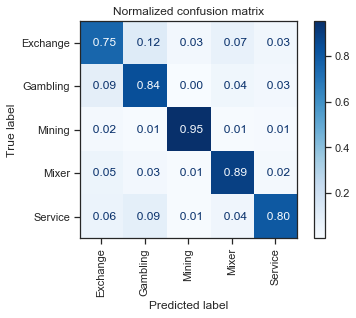 Normalized confusion matrix
True label
Exchange 0.75 0.12 0.03 0.07 0.03
Gambling 0.09 0.84 0.00 0.04 0.03
Mining 0.02 0.01 0.95 0.01 0.01
Mixer 0.05 0.03 0.01 0.89 0.02
Service 0.06 0.09 0.01 0.04 0.80
Exchange Gambling Mining Mixer Service
Predicted label
0.8
0.6
0.4
0.2